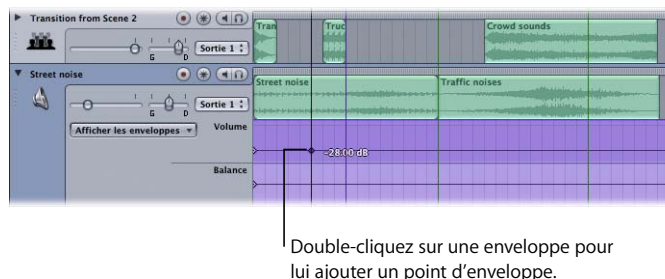 Transition from Scene 2
Tran
Truc
Crowd sounds
G D
Sortie 1
Street noise
Street noise
Traffic noises
G D
Sortie 1
Afficher les enveloppes
Volume
-28.00 dB
Balance
Double-cliquez sur une enveloppe pour
lui ajouter un point d'enveloppe.